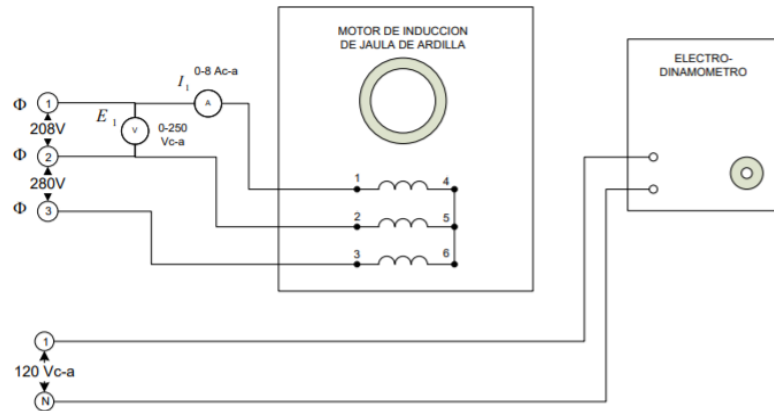 MOTOR DE INDUCCION
DE JAULA DE ARDILLA
ELECTRO-
DINAMOMETRO
0-8 Ac-a
I₁
A
Φ 1
E₁
V
0-250
Vc-a
208V
Φ 2
280V
Φ 3
1 4
2 5
3 6
1
120 Vc-a
N